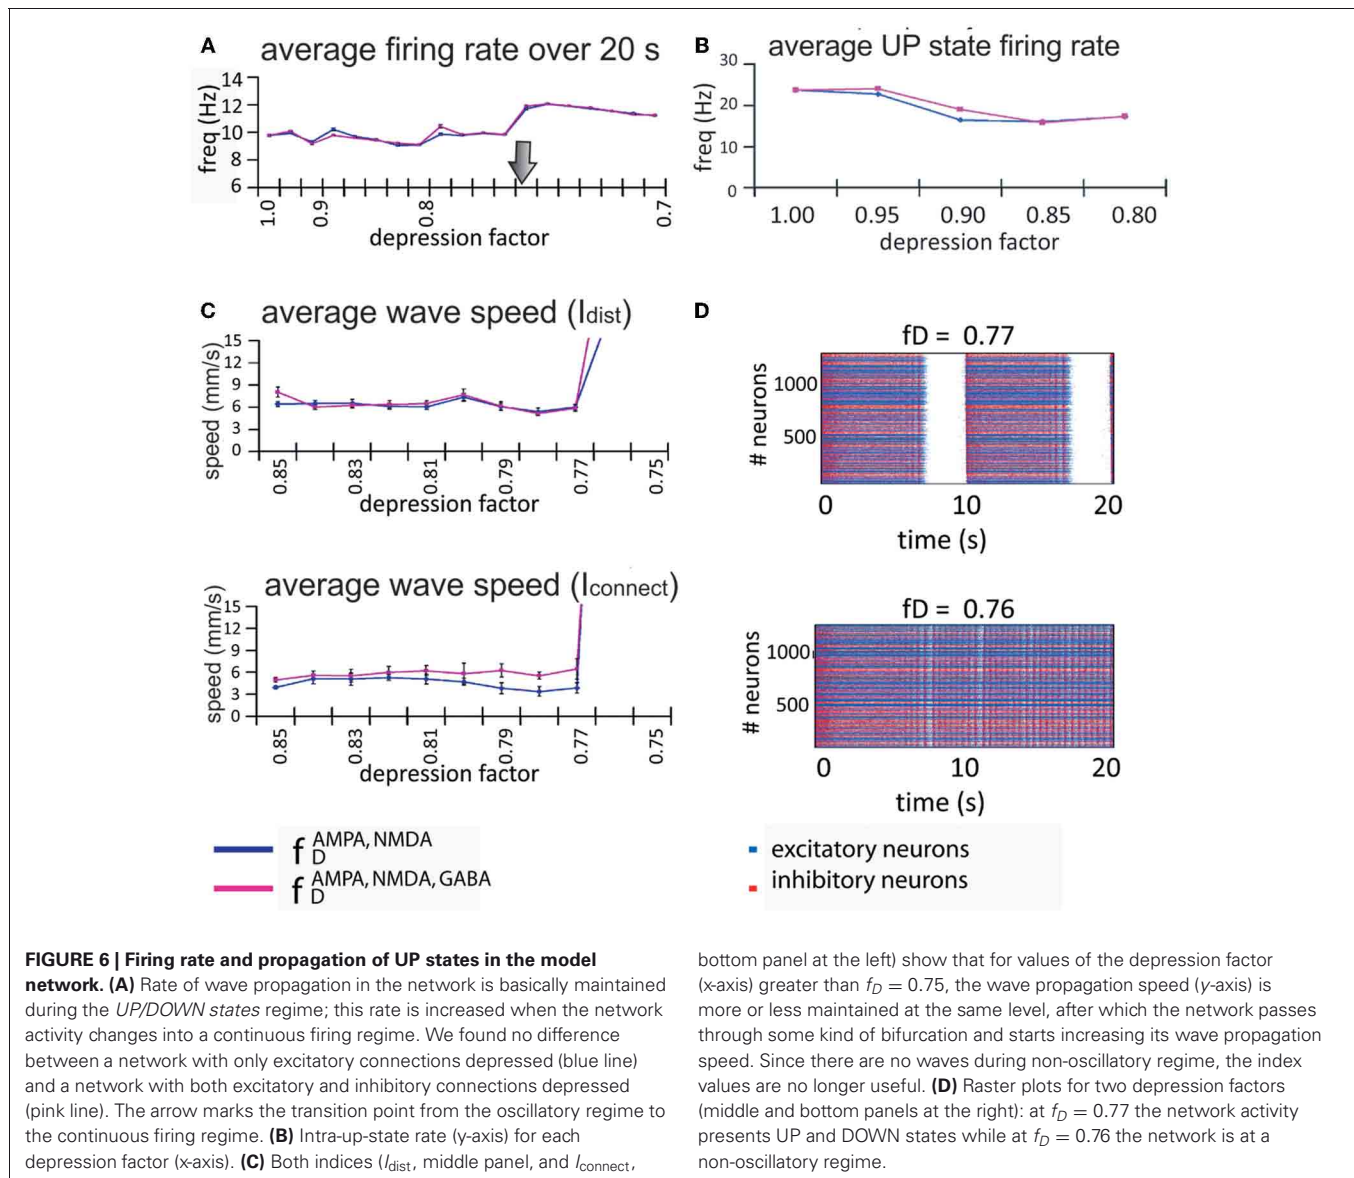 A average firing rate over 20 s
14
12
10
8
6
freq (Hz)
1.0 0.9 0.8 0.7
depression factor
B average UP state firing rate
30
20
10
0
freq (Hz)
1.00 0.95 0.90 0.85 0.80
depression factor
C average wave speed (Idist)
15
12
9
6
3
0
speed (mm/s)
0.85 0.83 0.81 0.79 0.77 0.75
depression factor
average wave speed (Iconnect)
15
12
9
6
3
0
speed (mm/s)
0.85 0.83 0.81 0.79 0.77 0.75
depression factor
D
fD = 0.77
1000
500
# neurons
0 10 20
time (s)
fD = 0.76
1000
500
# neurons
0 10 20
time (s)
f D AMPA, NMDA
f D AMPA, NMDA, GABA
excitatory neurons
inhibitory neurons
FIGURE 6 | Firing rate and propagation of UP states in the model
network. (A) Rate of wave propagation in the network is basically maintained
during the UP/DOWN states regime; this rate is increased when the network
activity changes into a continuous firing regime. We found no difference
between a network with only excitatory connections depressed (blue line)
and a network with both excitatory and inhibitory connections depressed
(pink line). The arrow marks the transition point from the oscillatory regime to
the continuous firing regime. (B) Intra-up-state rate (y-axis) for each
depression factor (x-axis). (C) Both indices (Idist, middle panel, and Iconnect,
bottom panel at the left) show that for values of the depression factor
(x-axis) greater than fD = 0.75, the wave propagation speed (y-axis) is
more or less maintained at the same level, after which the network passes
through some kind of bifurcation and starts increasing its wave propagation
speed. Since there are no waves during non-oscillatory regime, the index
values are no longer useful. (D) Raster plots for two depression factors
(middle and bottom panels at the right): at fD = 0.77 the network activity
presents UP and DOWN states while at fD = 0.76 the network is at a
non-oscillatory regime.